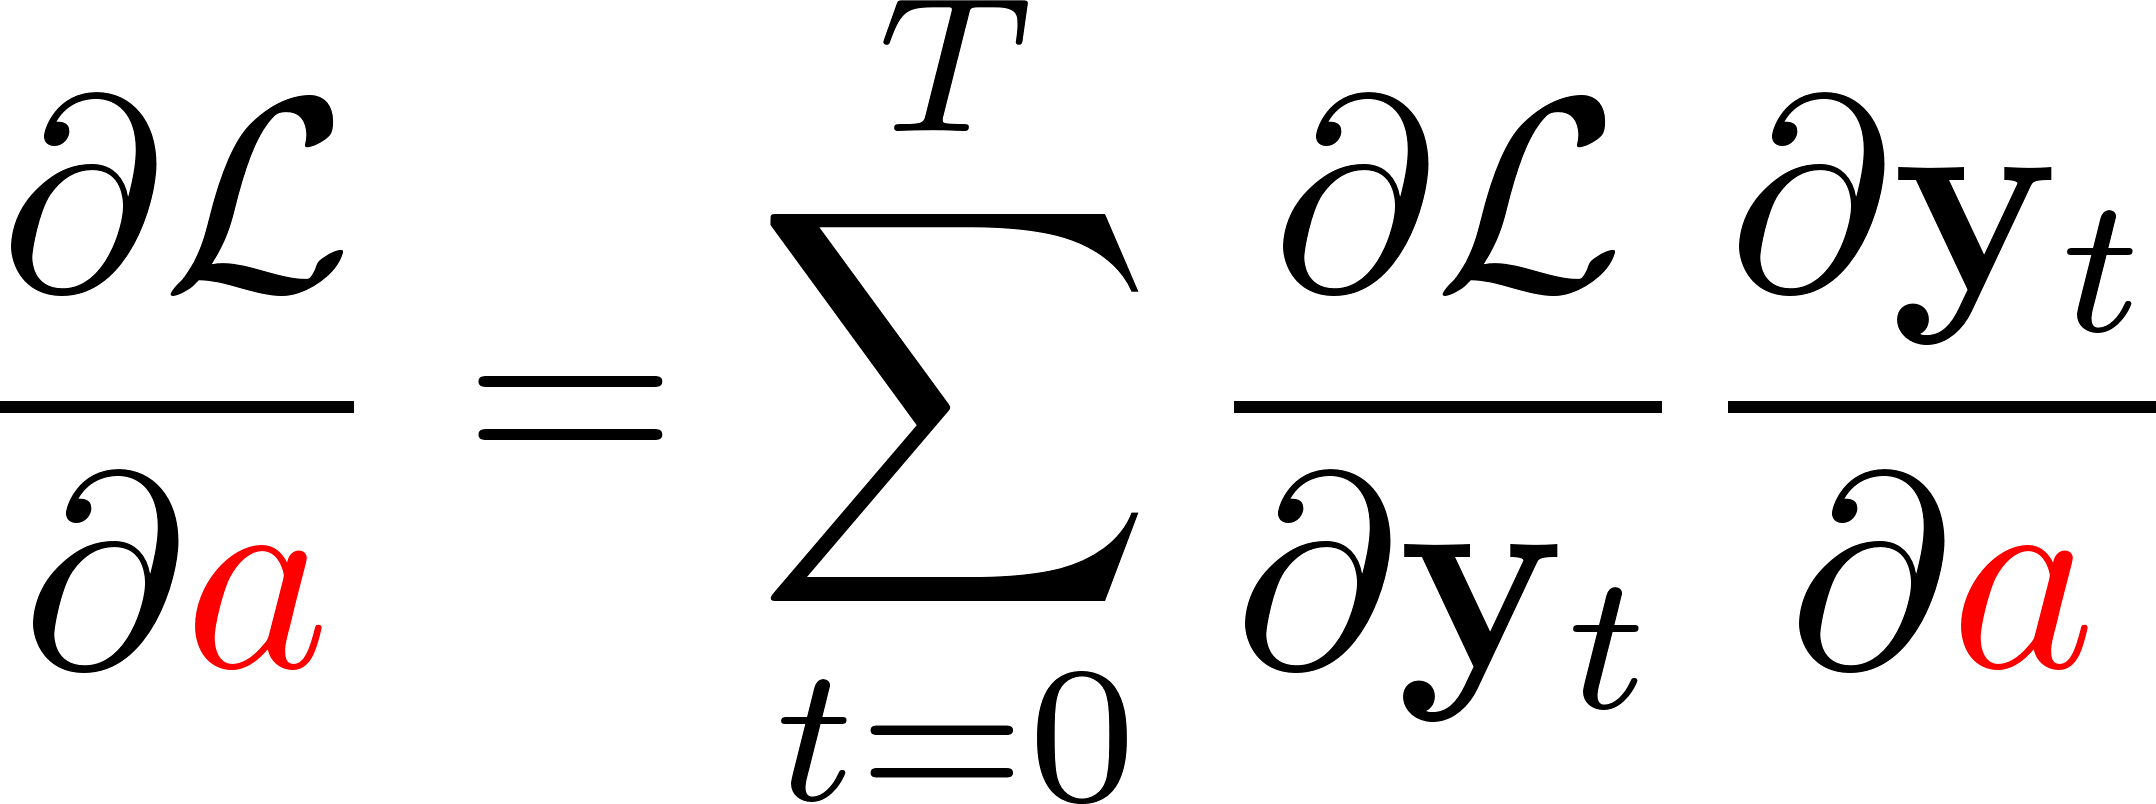 ∂ℒ/∂a = ∑_{t=0}^{T} ∂ℒ/∂𝐲_t ∂𝐲_t/∂a